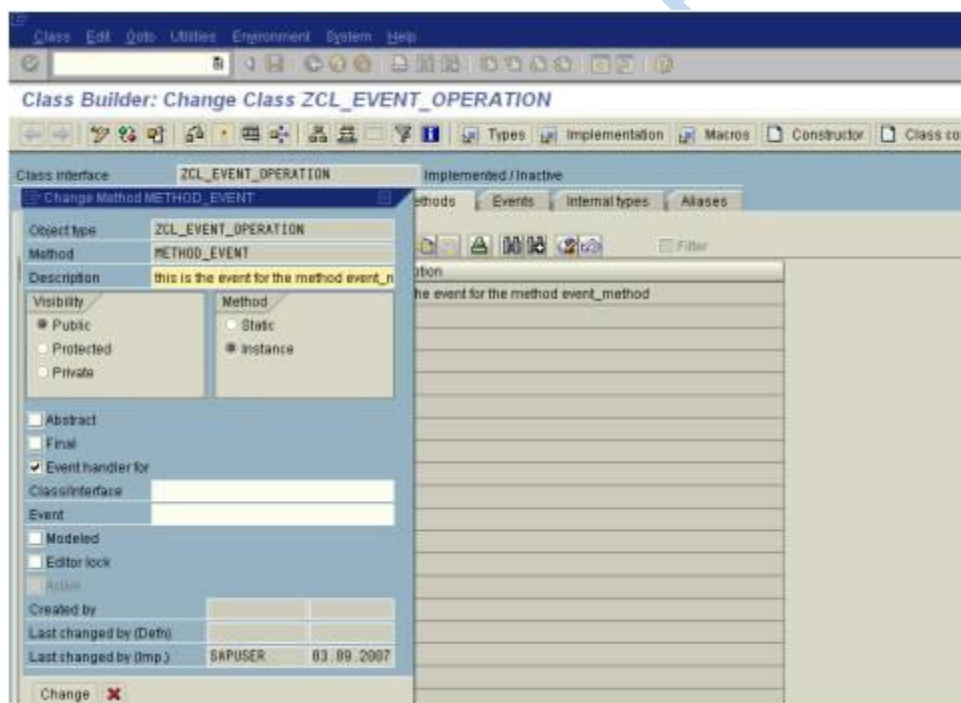 Class Edit Goto Utilities Environment System Help
Class Builder: Change Class ZCL_EVENT_OPERATION
Types Implementation Macros Constructor Class co
Class interface ZCL_EVENT_OPERATION Implemented / Inactive
Change Method METHOD_EVENT
ethods Events Internal types Aliases
Object type ZCL_EVENT_OPERATION
Filter
Method METHOD_EVENT
Description this is the event for the method event_n
ption
he event for the method event_method
Visibility Method
Public Static
Protected Instance
Private
Abstract
Final
Event handler for
Class/interface
Event
Modeled
Editor lock
Active
Created by
Last changed by (Defn)
Last changed by (Imp.) SAPUSER 03.09.2007
Change